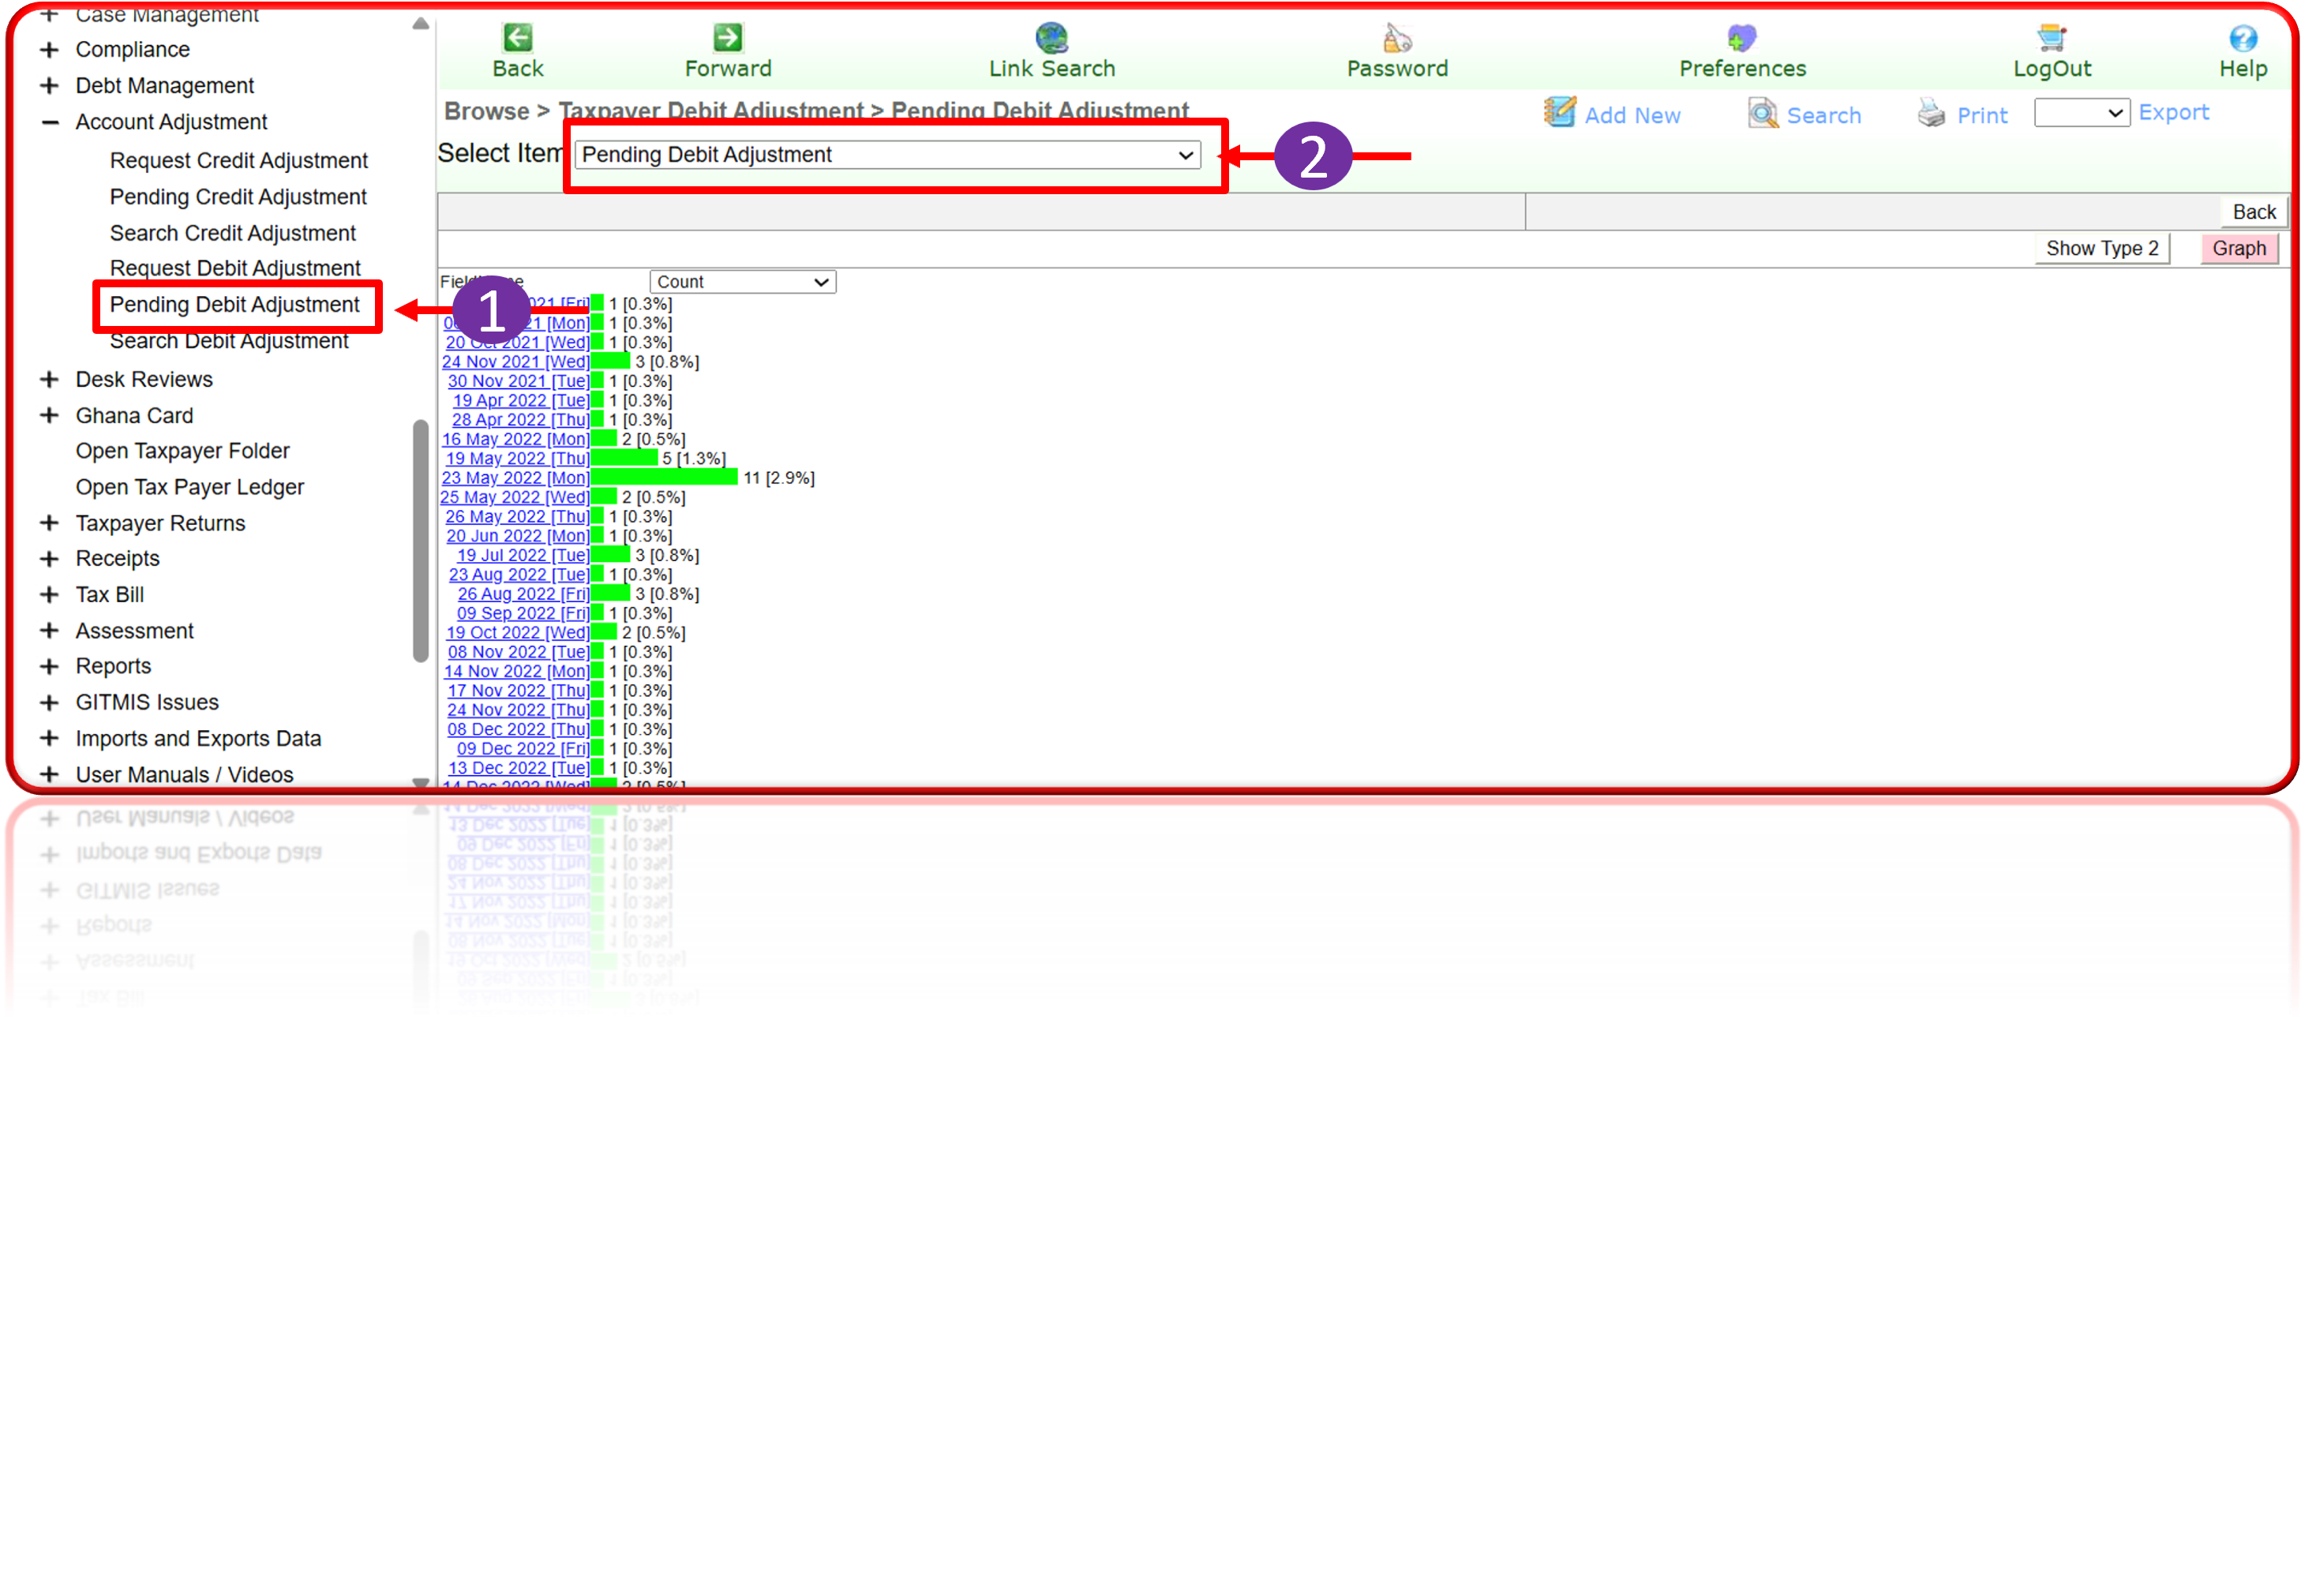 Case Management
Compliance
Debt Management
Account Adjustment
Request Credit Adjustment
Pending Credit Adjustment
Search Credit Adjustment
Request Debit Adjustment
Pending Debit Adjustment
Search Debit Adjustment
Desk Reviews
Ghana Card
Open Taxpayer Folder
Open Tax Payer Ledger
Taxpayer Returns
Receipts
Tax Bill
Assessment
Reports
GITMIS Issues
Imports and Exports Data
User Manuals / Videos
1
Back
Forward
Link Search
Password
Preferences
LogOut
Help
Browse > Taxpayer Debit Adjustment > Pending Debit Adjustment
Add New
Search
Print
Export
Select Item
Pending Debit Adjustment
2
Back
Show Type 2
Graph
Count
[Fri] 1 [0.3%]
[Mon] 1 [0.3%]
20 Oct 2021 [Wed] 1 [0.3%]
24 Nov 2021 [Wed] 3 [0.8%]
30 Nov 2021 [Tue] 1 [0.3%]
19 Apr 2022 [Tue] 1 [0.3%]
28 Apr 2022 [Thu] 1 [0.3%]
16 May 2022 [Mon] 2 [0.5%]
19 May 2022 [Thu] 5 [1.3%]
23 May 2022 [Mon] 11 [2.9%]
25 May 2022 [Wed] 2 [0.5%]
26 May 2022 [Thu] 1 [0.3%]
20 Jun 2022 [Mon] 1 [0.3%]
19 Jul 2022 [Tue] 3 [0.8%]
23 Aug 2022 [Tue] 1 [0.3%]
26 Aug 2022 [Fri] 3 [0.8%]
09 Sep 2022 [Fri] 1 [0.3%]
19 Oct 2022 [Wed] 2 [0.5%]
08 Nov 2022 [Tue] 1 [0.3%]
14 Nov 2022 [Mon] 1 [0.3%]
17 Nov 2022 [Thu] 1 [0.3%]
24 Nov 2022 [Thu] 1 [0.3%]
08 Dec 2022 [Thu] 1 [0.3%]
09 Dec 2022 [Fri] 1 [0.3%]
13 Dec 2022 [Tue] 1 [0.3%]
14 Dec 2022 [Wed] 2 [0.5%]